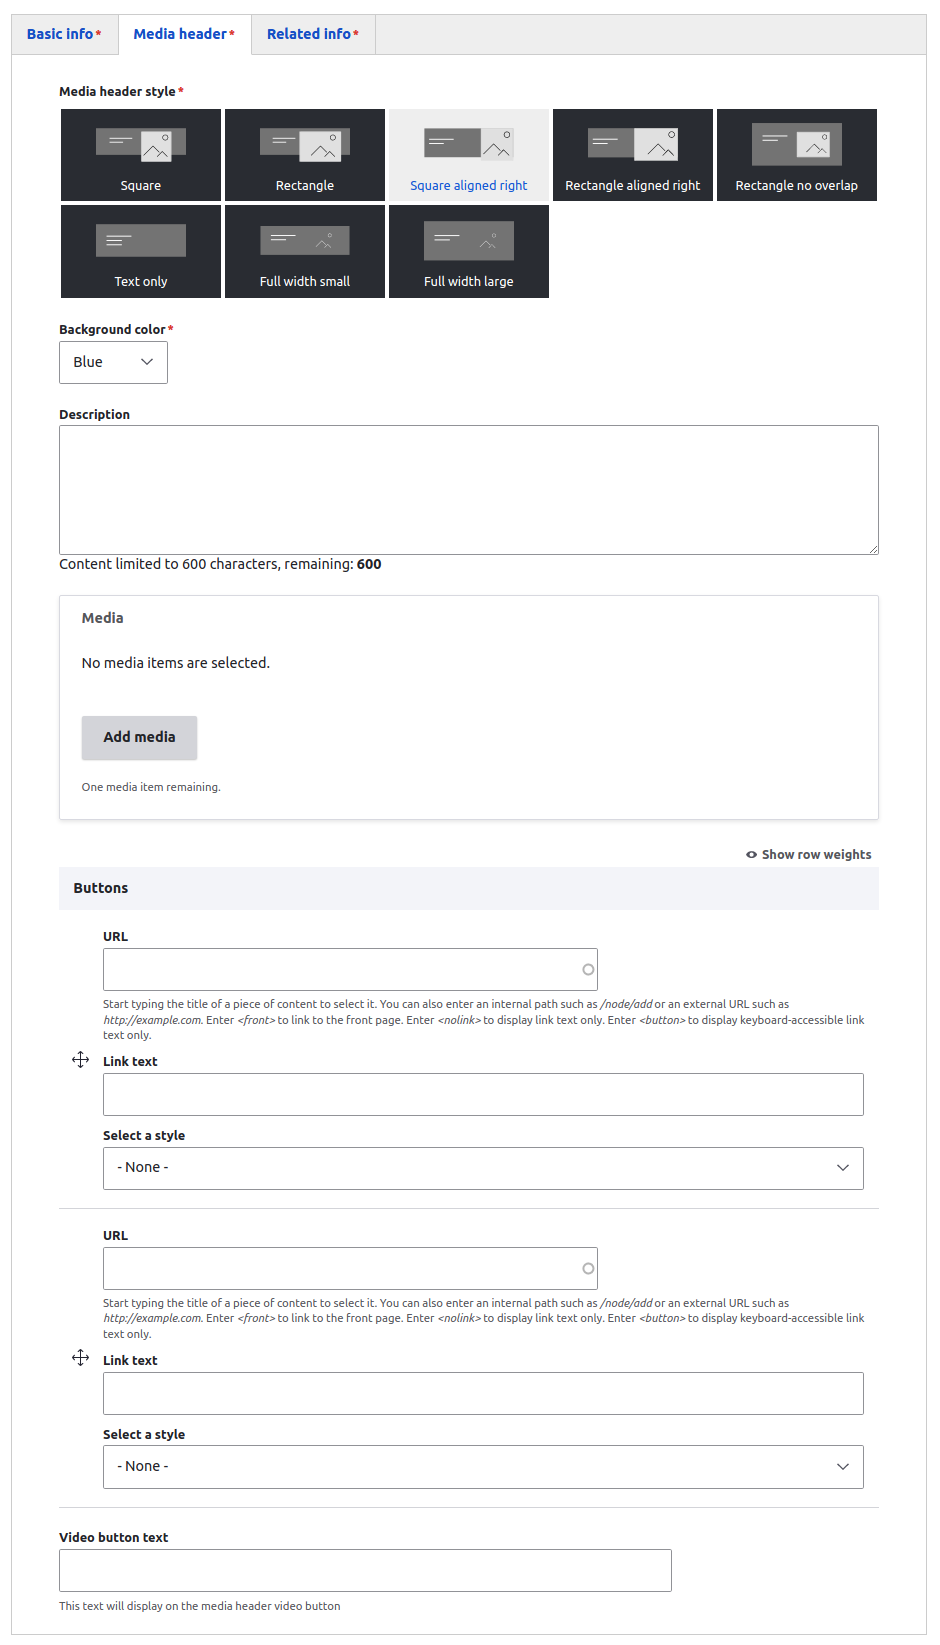 Basic info*
Media header*
Related info*
Media header style*
Square
Rectangle
Square aligned right
Rectangle aligned right
Rectangle no overlap
Text only
Full width small
Full width large
Background color*
Blue
Description
Content limited to 600 characters, remaining: 600
Media
No media items are selected.
Add media
One media item remaining.
Show row weights
Buttons
URL
Start typing the title of a piece of content to select it. You can also enter an internal path such as /node/add or an external URL such as
http://example.com. Enter <front> to link to the front page. Enter <nolink> to display link text only. Enter <button> to display keyboard-accessible link
text only.
Link text
Select a style
- None -
URL
Start typing the title of a piece of content to select it. You can also enter an internal path such as /node/add or an external URL such as
http://example.com. Enter <front> to link to the front page. Enter <nolink> to display link text only. Enter <button> to display keyboard-accessible link
text only.
Link text
Select a style
- None -
Video button text
This text will display on the media header video button